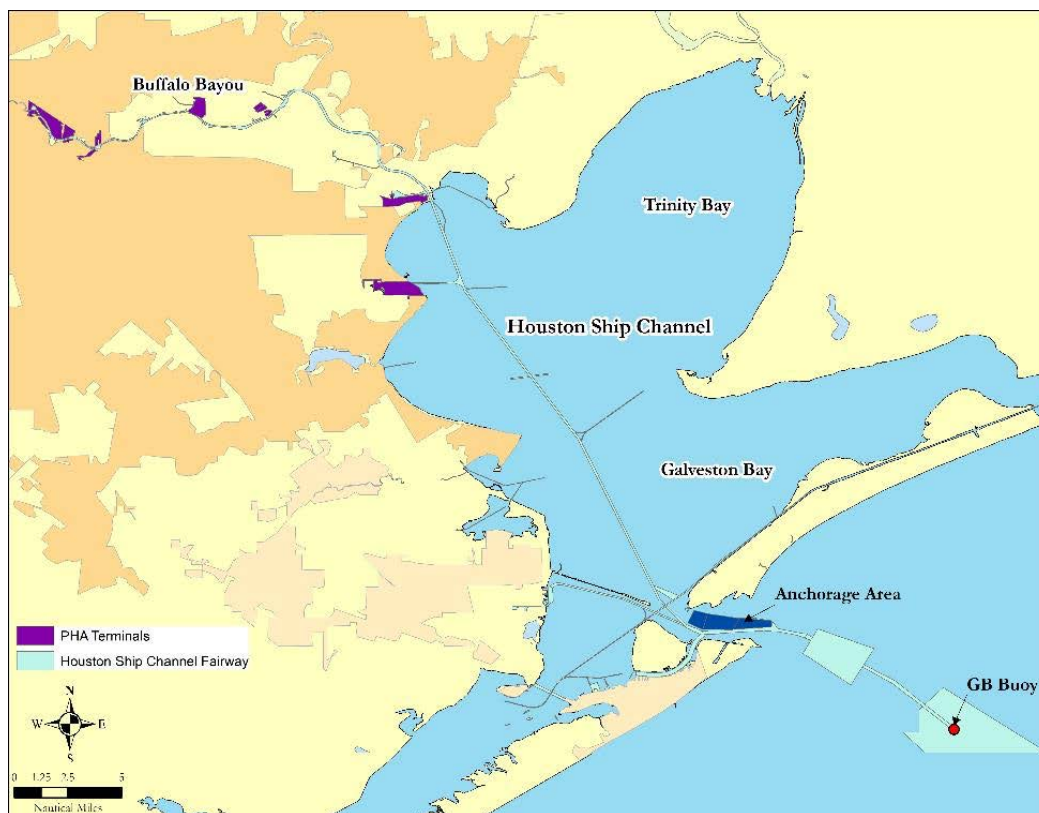 Buffalo Bayou
Trinity Bay
Houston Ship Channel
Galveston Bay
Anchorage Area
GB Buoy
PHA Terminals
Houston Ship Channel Fairway
N
W E
S
0 1.25 2.5 5
Nautical Miles